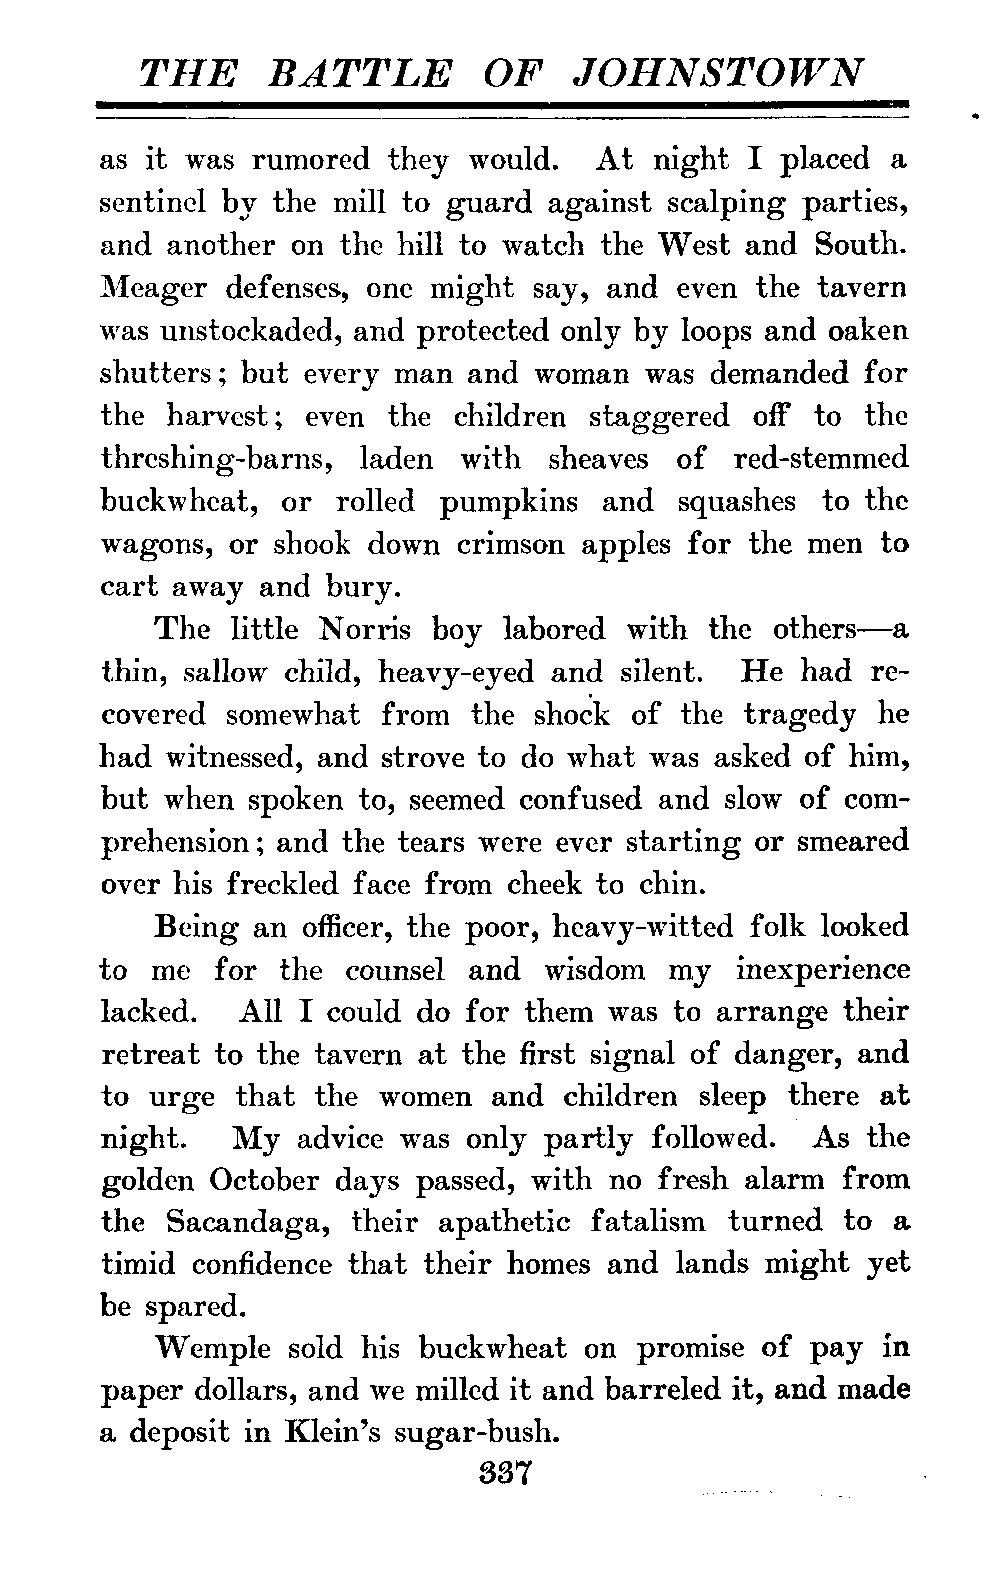 THE BATTLE OF JOHNSTOWN
as it was rumored they would. At night I placed a
sentinel by the mill to guard against scalping parties,
and another on the hill to watch the West and South.
Meager defenses, one might say, and even the tavern
was unstockaded, and protected only by loops and oaken
shutters; but every man and woman was demanded for
the harvest; even the children staggered off to the
threshing-barns, laden with sheaves of red-stemmed
buckwheat, or rolled pumpkins and squashes to the
wagons, or shook down crimson apples for the men to
cart away and bury.
The little Norris boy labored with the others—a
thin, sallow child, heavy-eyed and silent. He had re-
covered somewhat from the shock of the tragedy he
had witnessed, and strove to do what was asked of him,
but when spoken to, seemed confused and slow of com-
prehension; and the tears were ever starting or smeared
over his freckled face from cheek to chin.
Being an officer, the poor, heavy-witted folk looked
to me for the counsel and wisdom my inexperience
lacked. All I could do for them was to arrange their
retreat to the tavern at the first signal of danger, and
to urge that the women and children sleep there at
night. My advice was only partly followed. As the
golden October days passed, with no fresh alarm from
the Sacandaga, their apathetic fatalism turned to a
timid confidence that their homes and lands might yet
be spared.
Wemple sold his buckwheat on promise of pay in
paper dollars, and we milled it and barreled it, and made
a deposit in Klein's sugar-bush.
337